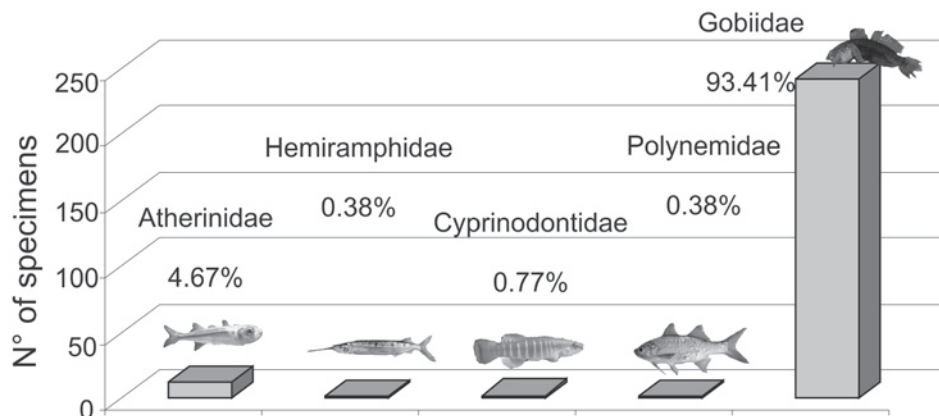 Gobiidae
250
93.41%
200
Hemiramphidae
Polynemidae
150
0.38%
0.38%
Atherinidae
Cyprinodontidae
100
4.67%
0.77%
50
0
N° of specimens